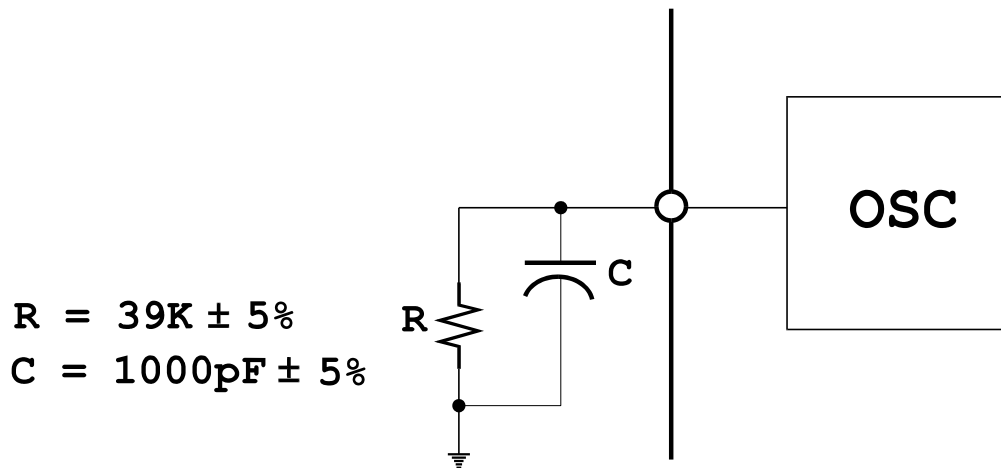 OSC
C
R
R = 39K ± 5%
C = 1000pF ± 5%